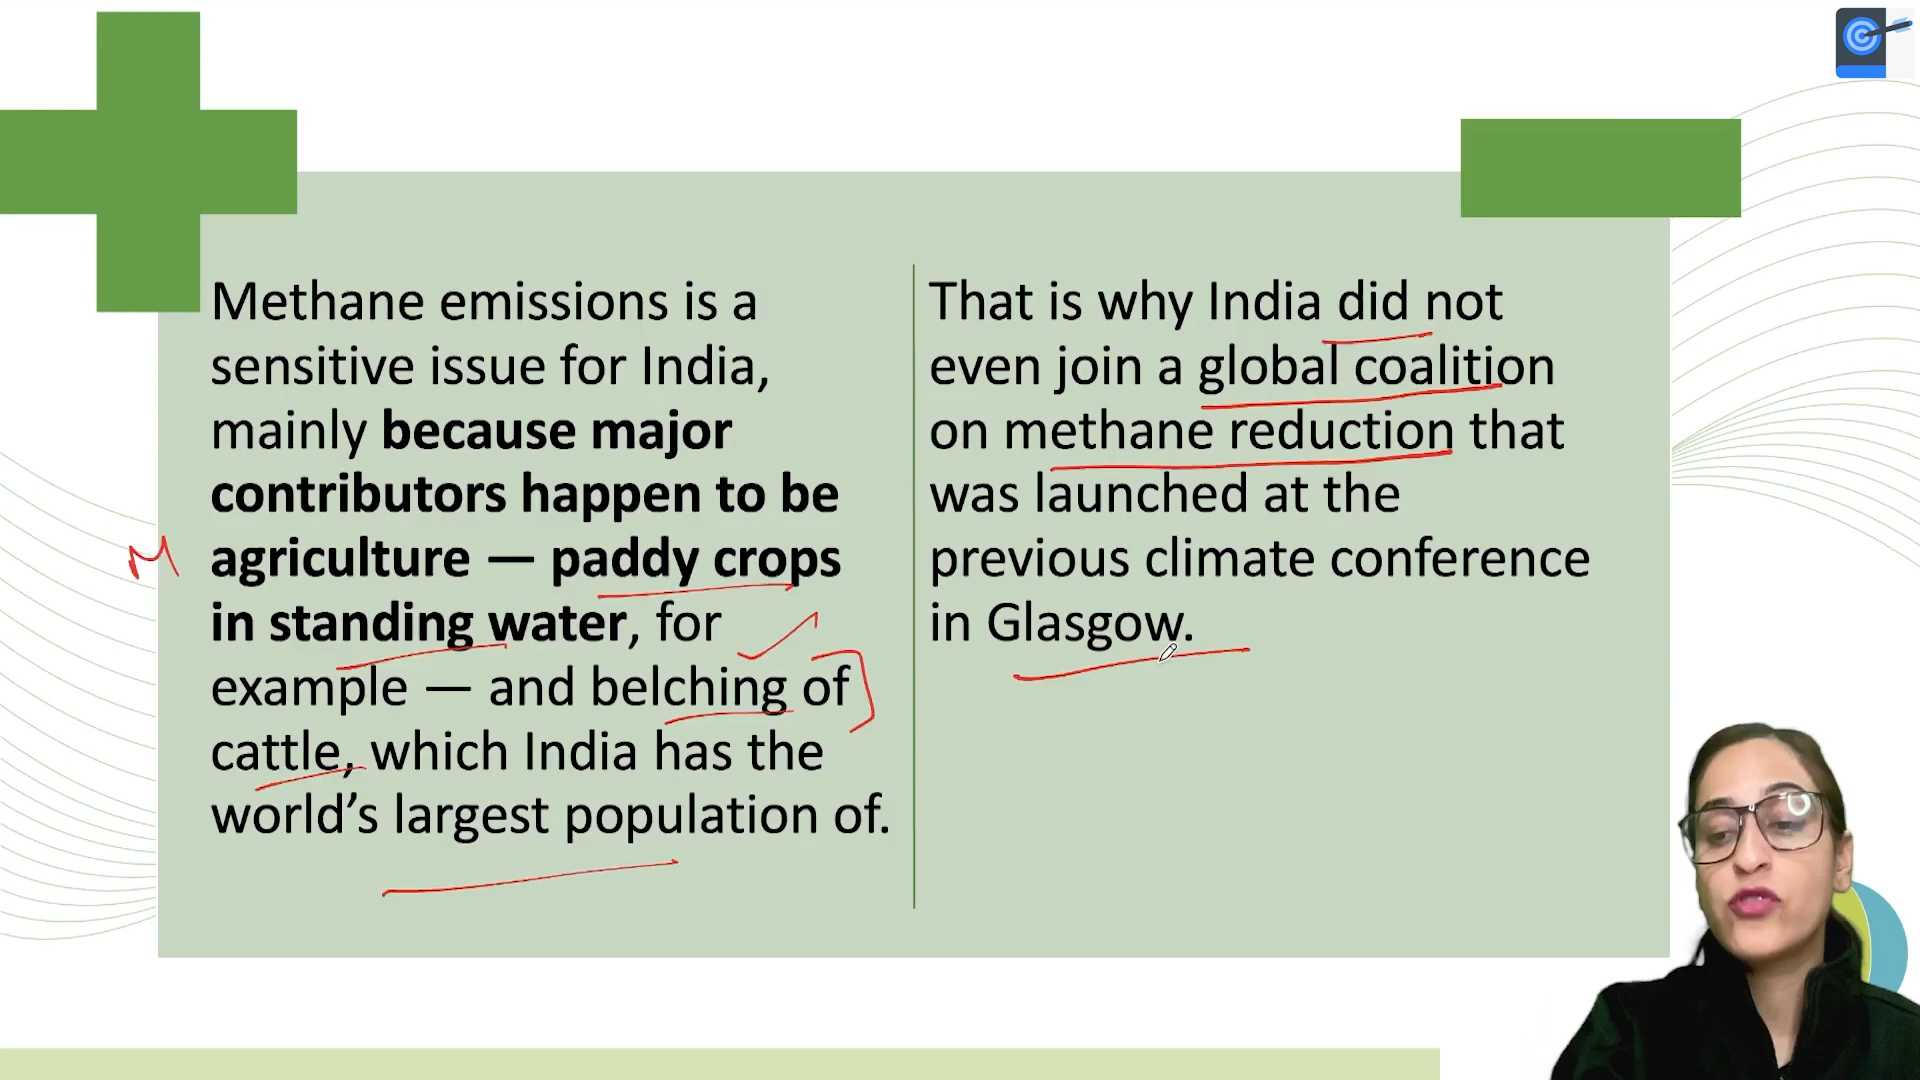 Methane emissions is a
sensitive issue for India,
mainly because major
contributors happen to be
agriculture — paddy crops
in standing water, for
example — and belching of
cattle, which India has the
world’s largest population of.
M
That is why India did not
even join a global coalition
on methane reduction that
was launched at the
previous climate conference
in Glasgow.